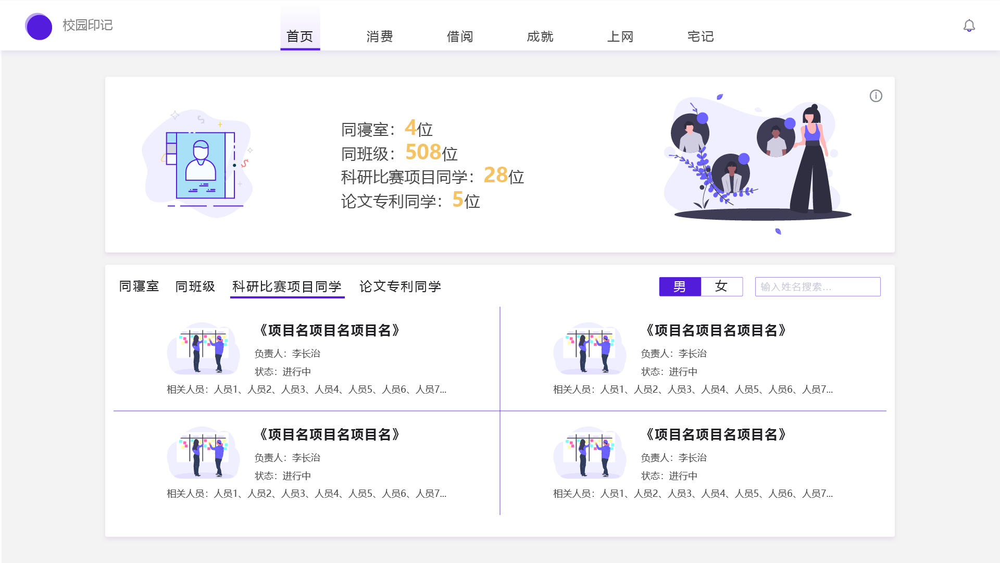 校园印记
首页 消费 借阅 成就 上网 宅记
同寝室：4位
同班级：508位
科研比赛项目同学：28位
论文专利同学：5位
同寝室 同班级 科研比赛项目同学 论文专利同学 男 女 输入姓名搜索...
《项目名项目名项目名》
负责人：李长治
状态：进行中
相关人员：人员1、人员2、人员3、人员4、人员5、人员6、人员7...
《项目名项目名项目名》
负责人：李长治
状态：进行中
相关人员：人员1、人员2、人员3、人员4、人员5、人员6、人员7...
《项目名项目名项目名》
负责人：李长治
状态：进行中
相关人员：人员1、人员2、人员3、人员4、人员5、人员6、人员7...
《项目名项目名项目名》
负责人：李长治
状态：进行中
相关人员：人员1、人员2、人员3、人员4、人员5、人员6、人员7...